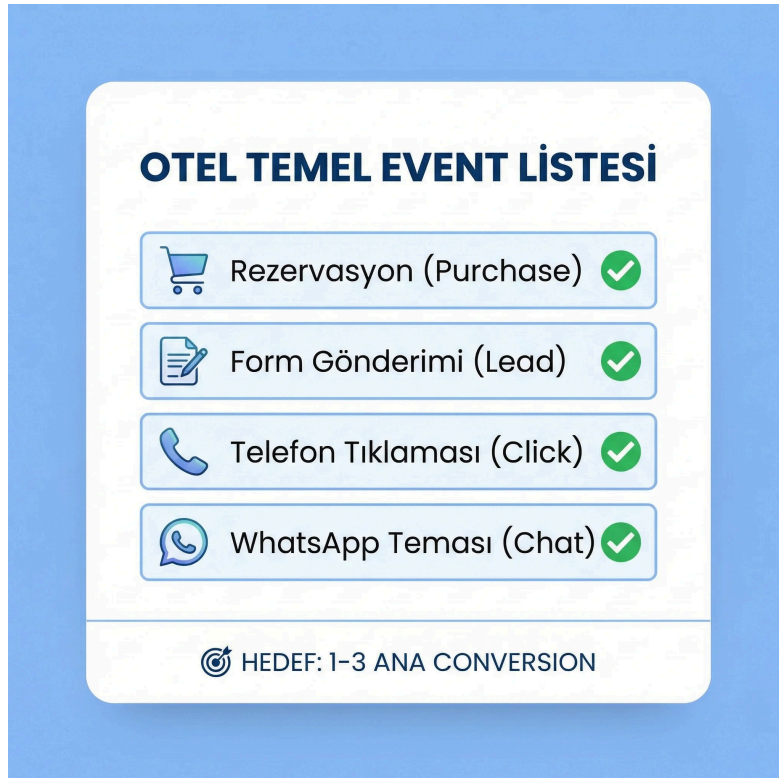 OTEL TEMEL EVENT LİSTESİ
Rezervasyon (Purchase)
Form Gönderimi (Lead)
Telefon Tıklaması (Click)
WhatsApp Teması (Chat)
HEDEF: 1-3 ANA CONVERSION